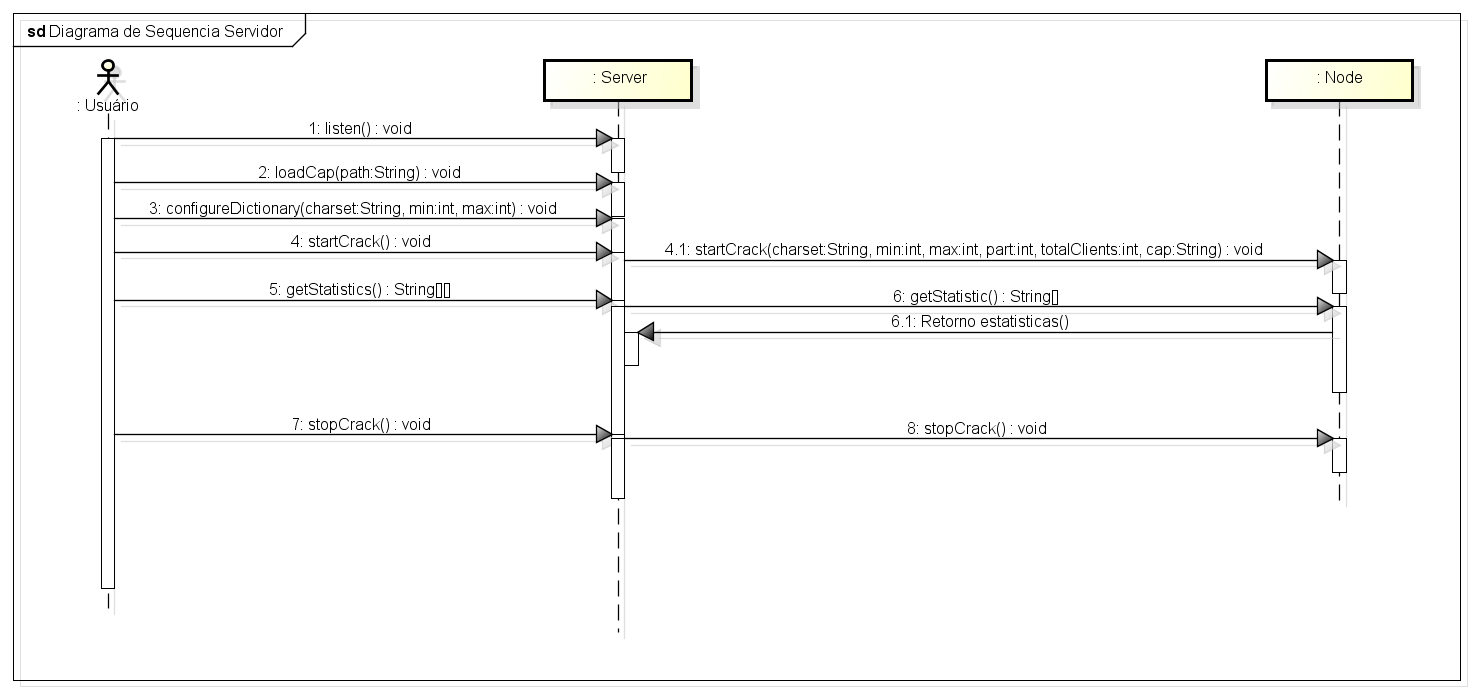 sd Diagrama de Sequencia Servidor
: Usuário
: Server
: Node
1: listen() : void
2: loadCap(path:String) : void
3: configureDictionary(charset:String, min:int, max:int) : void
4: startCrack() : void
4.1: startCrack(charset:String, min:int, max:int, part:int, totalClients:int, cap:String) : void
5: getStatistics() : String[][]
6: getStatistic() : String[]
6.1: Retorno estatisticas()
7: stopCrack() : void
8: stopCrack() : void